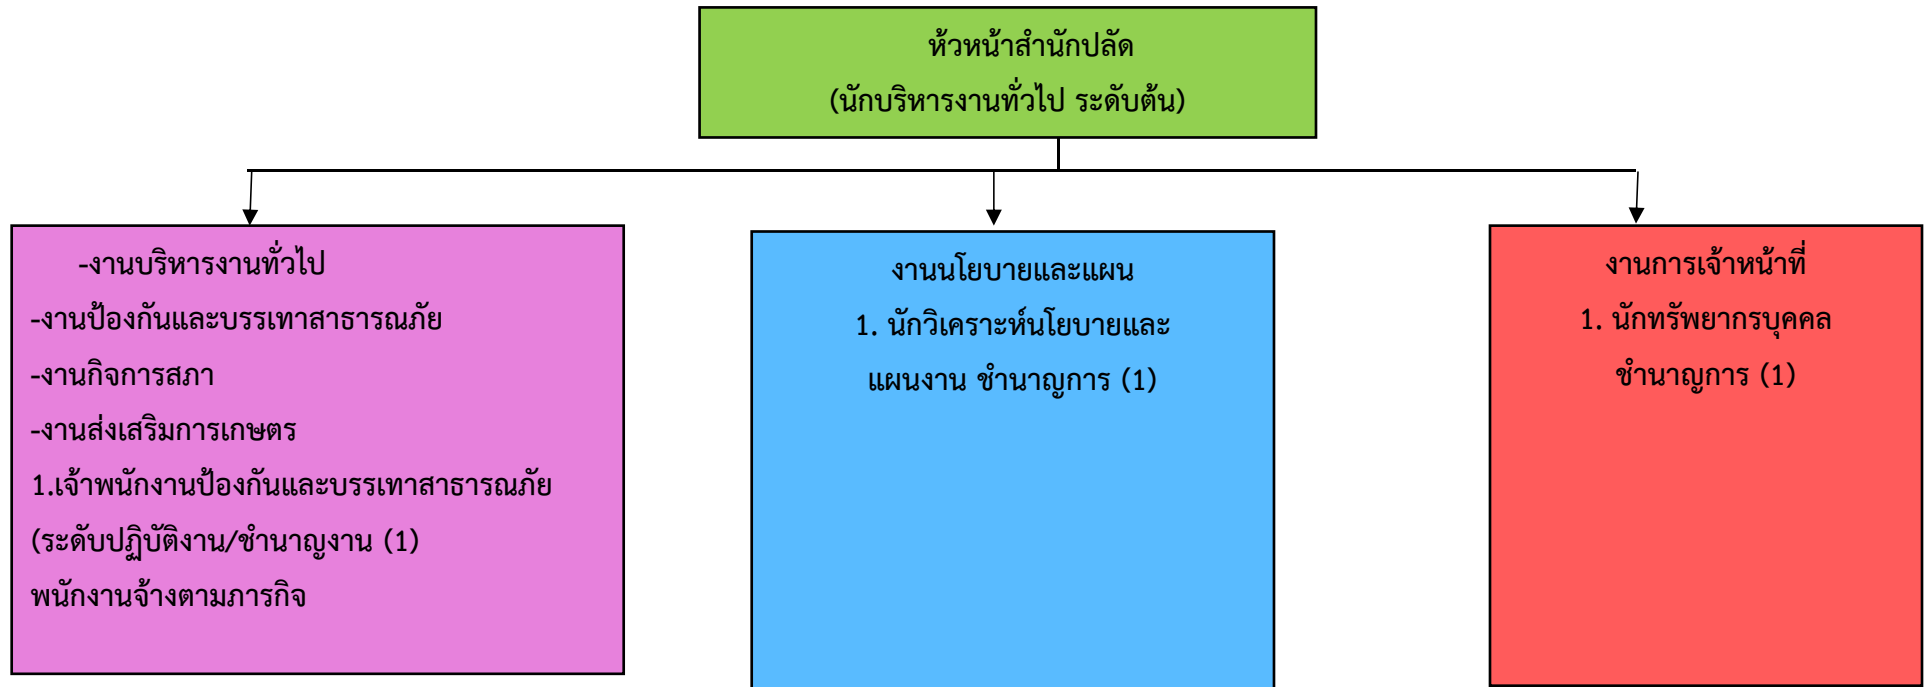 ห้วหน้าสำนักปลัด
(นักบริหารงานทั่วไป ระดับต้น)
-งานบริหารงานทั่วไป
-งานป้องกันและบรรเทาสาธารณภัย
-งานกิจการสภา
-งานส่งเสริมการเกษตร
1.เจ้าพนักงานป้องกันและบรรเทาสาธารณภัย
(ระดับปฏิบัติงาน/ชำนาญงาน (1)
พนักงานจ้างตามภารกิจ
งานนโยบายและแผน
1. นักวิเคราะห์นโยบายและ
แผนงาน ชำนาญการ (1)
งานการเจ้าหน้าที่
1. นักทรัพยากรบุคคล
ชำนาญการ (1)